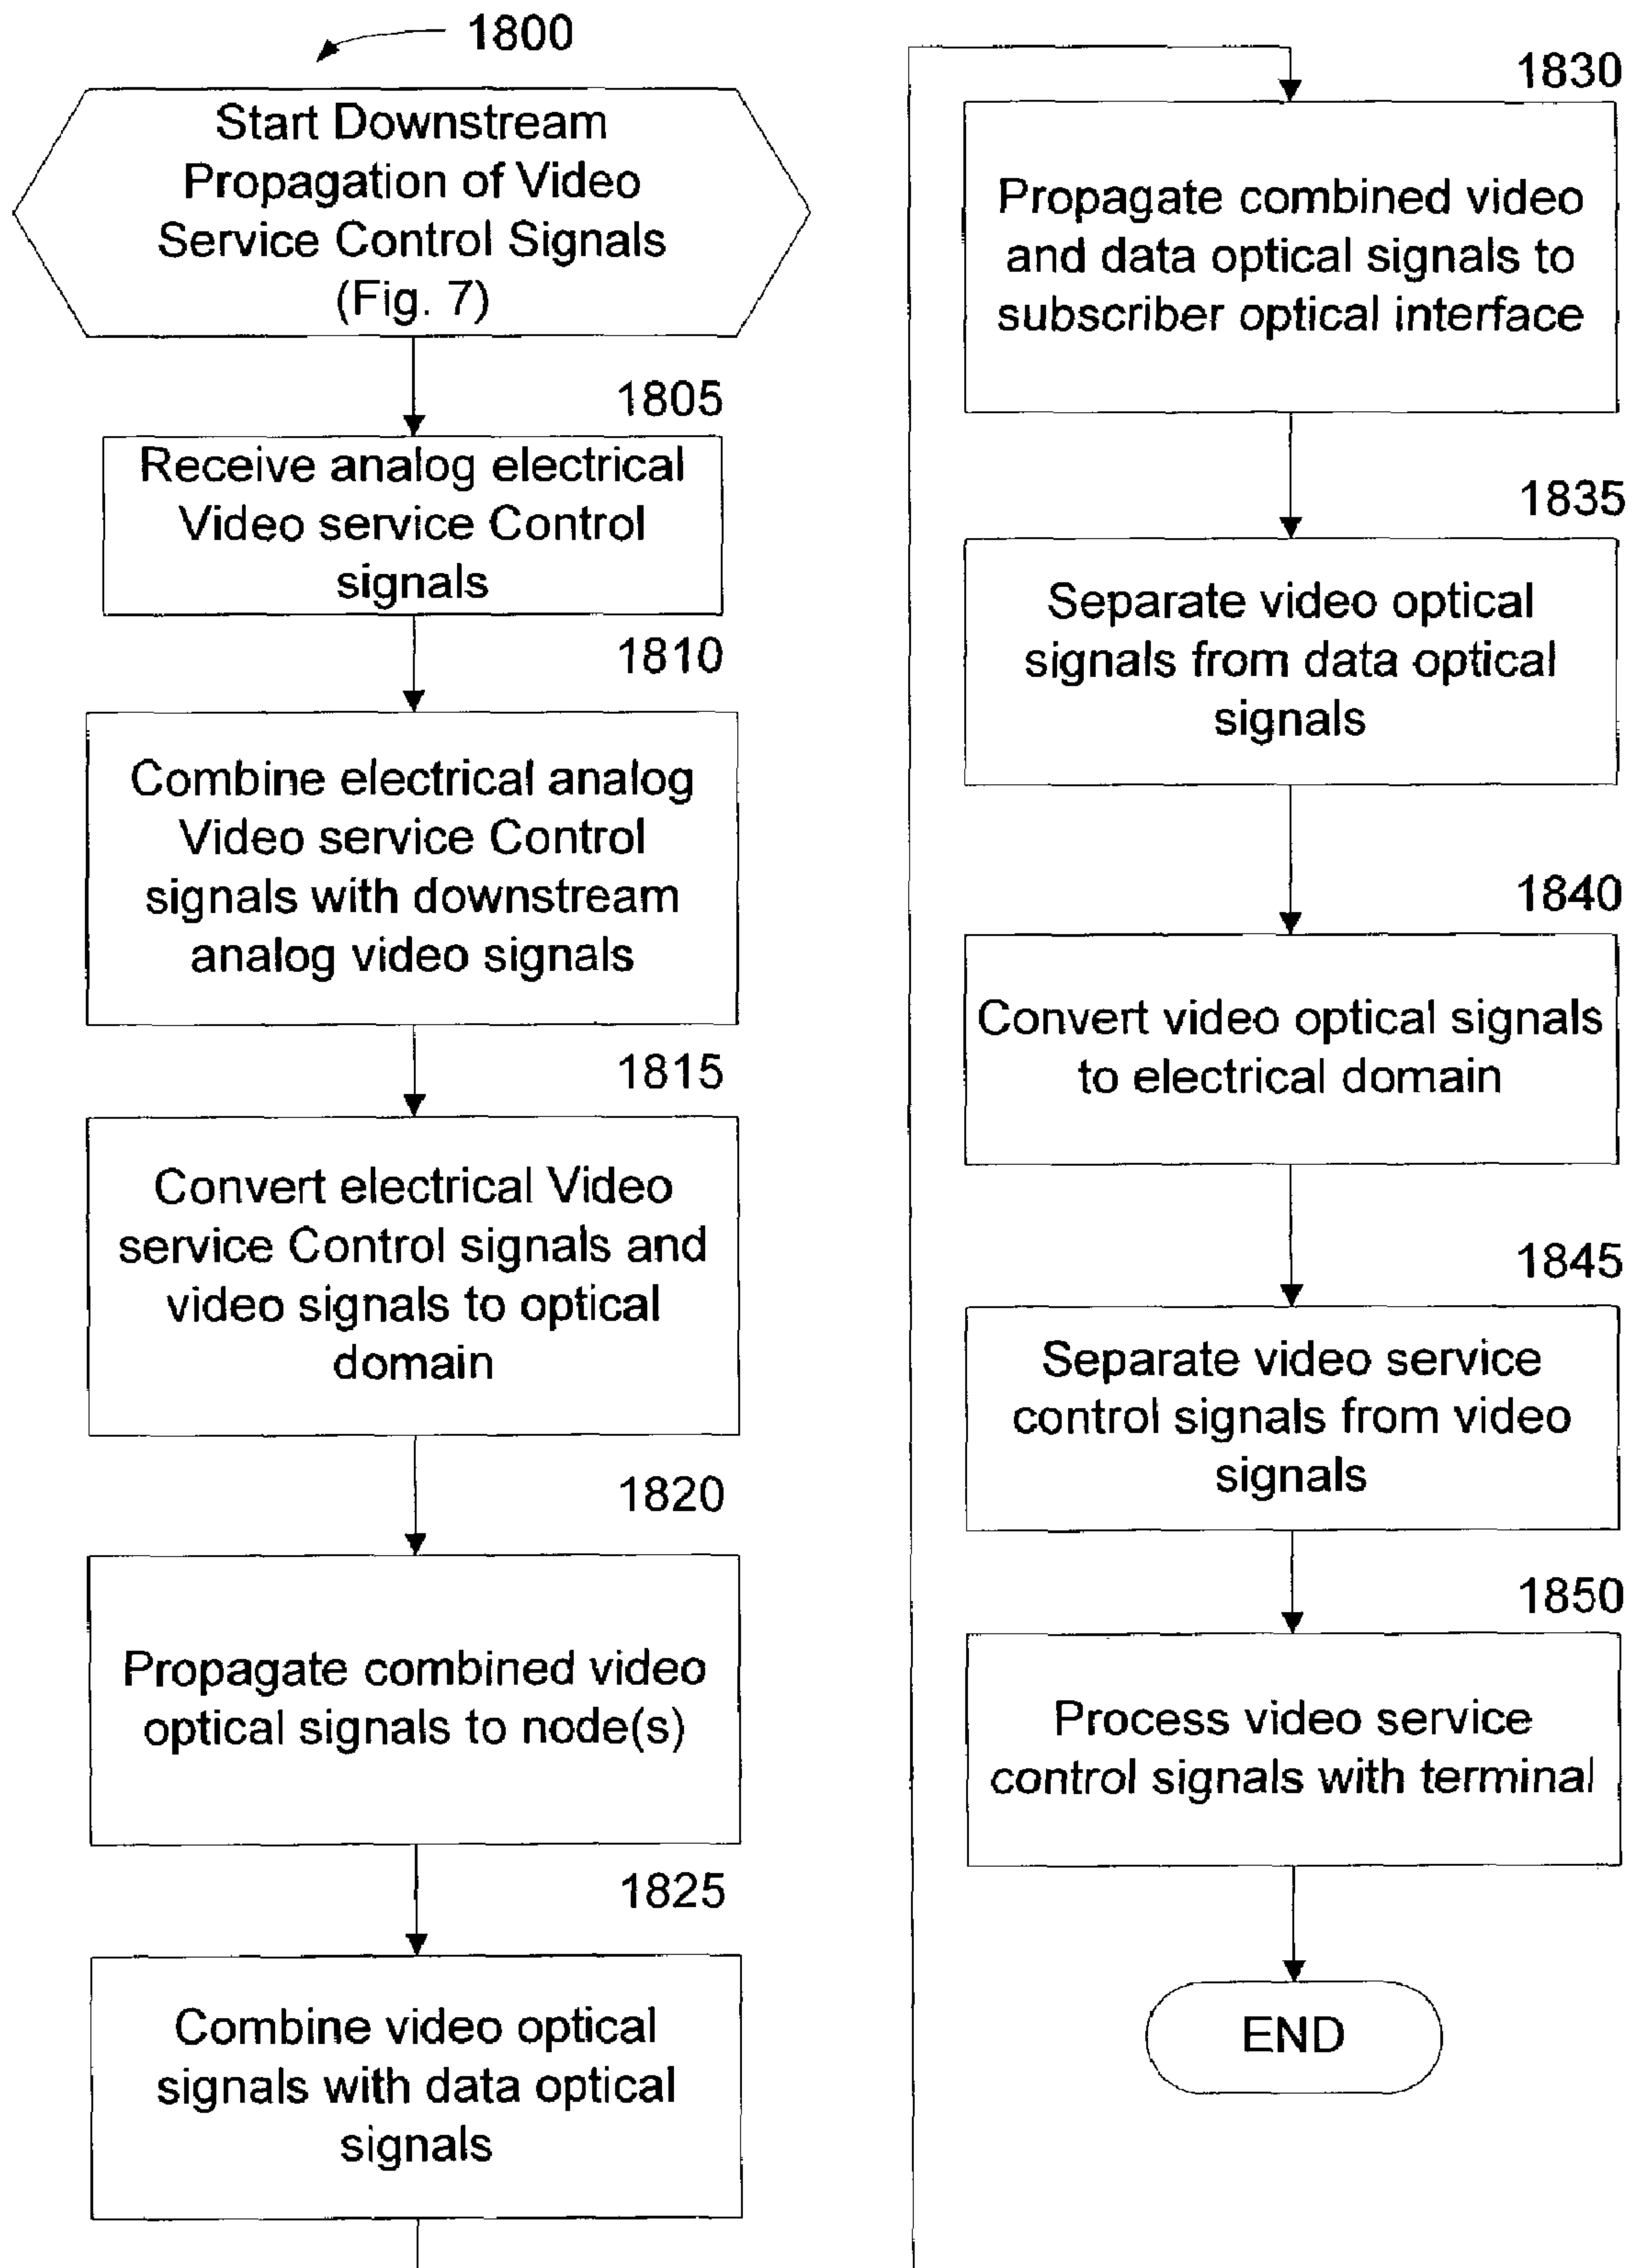 1800
Start Downstream
Propagation of Video
Service Control Signals
(Fig. 7)
1805
Receive analog electrical
Video service Control
signals
1810
Combine electrical analog
Video service Control
signals with downstream
analog video signals
1815
Convert electrical Video
service Control signals and
video signals to optical
domain
1820
Propagate combined video
optical signals to node(s)
1825
Combine video optical
signals with data optical
signals
1830
Propagate combined video
and data optical signals to
subscriber optical interface
1835
Separate video optical
signals from data optical
signals
1840
Convert video optical signals
to electrical domain
1845
Separate video service
control signals from video
signals
1850
Process video service
control signals with terminal
END